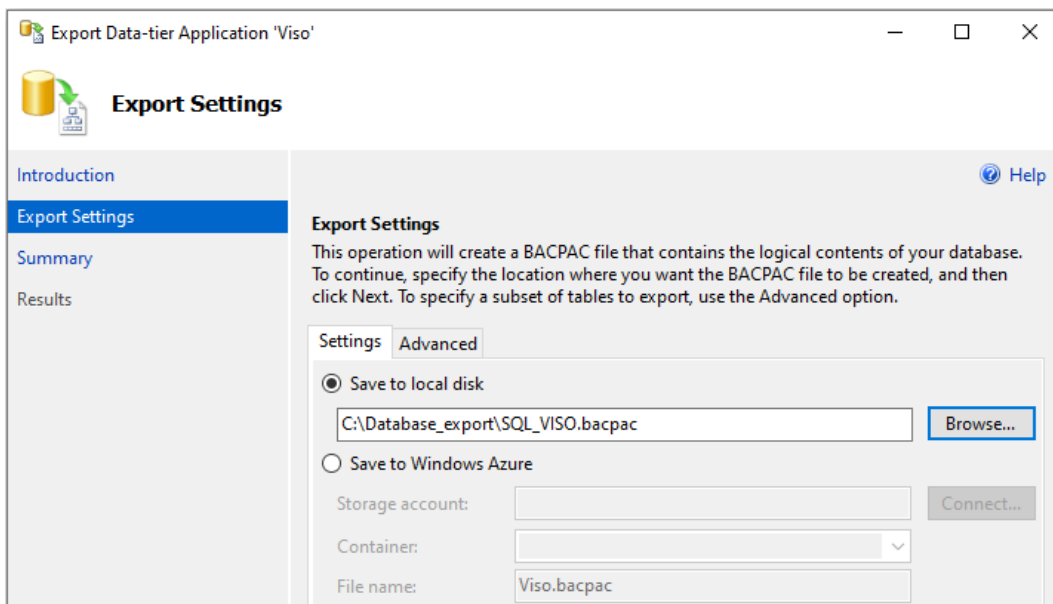 Export Data-tier Application 'Viso'
Export Settings
Introduction
Help
Export Settings
Summary
Results
Export Settings
This operation will create a BACPAC file that contains the logical contents of your database.
To continue, specify the location where you want the BACPAC file to be created, and then
click Next. To specify a subset of tables to export, use the Advanced option.
Settings Advanced
Save to local disk
C:\Database_export\SQL_VISO.bacpac Browse...
Save to Windows Azure
Storage account: Connect...
Container:
File name: Viso.bacpac